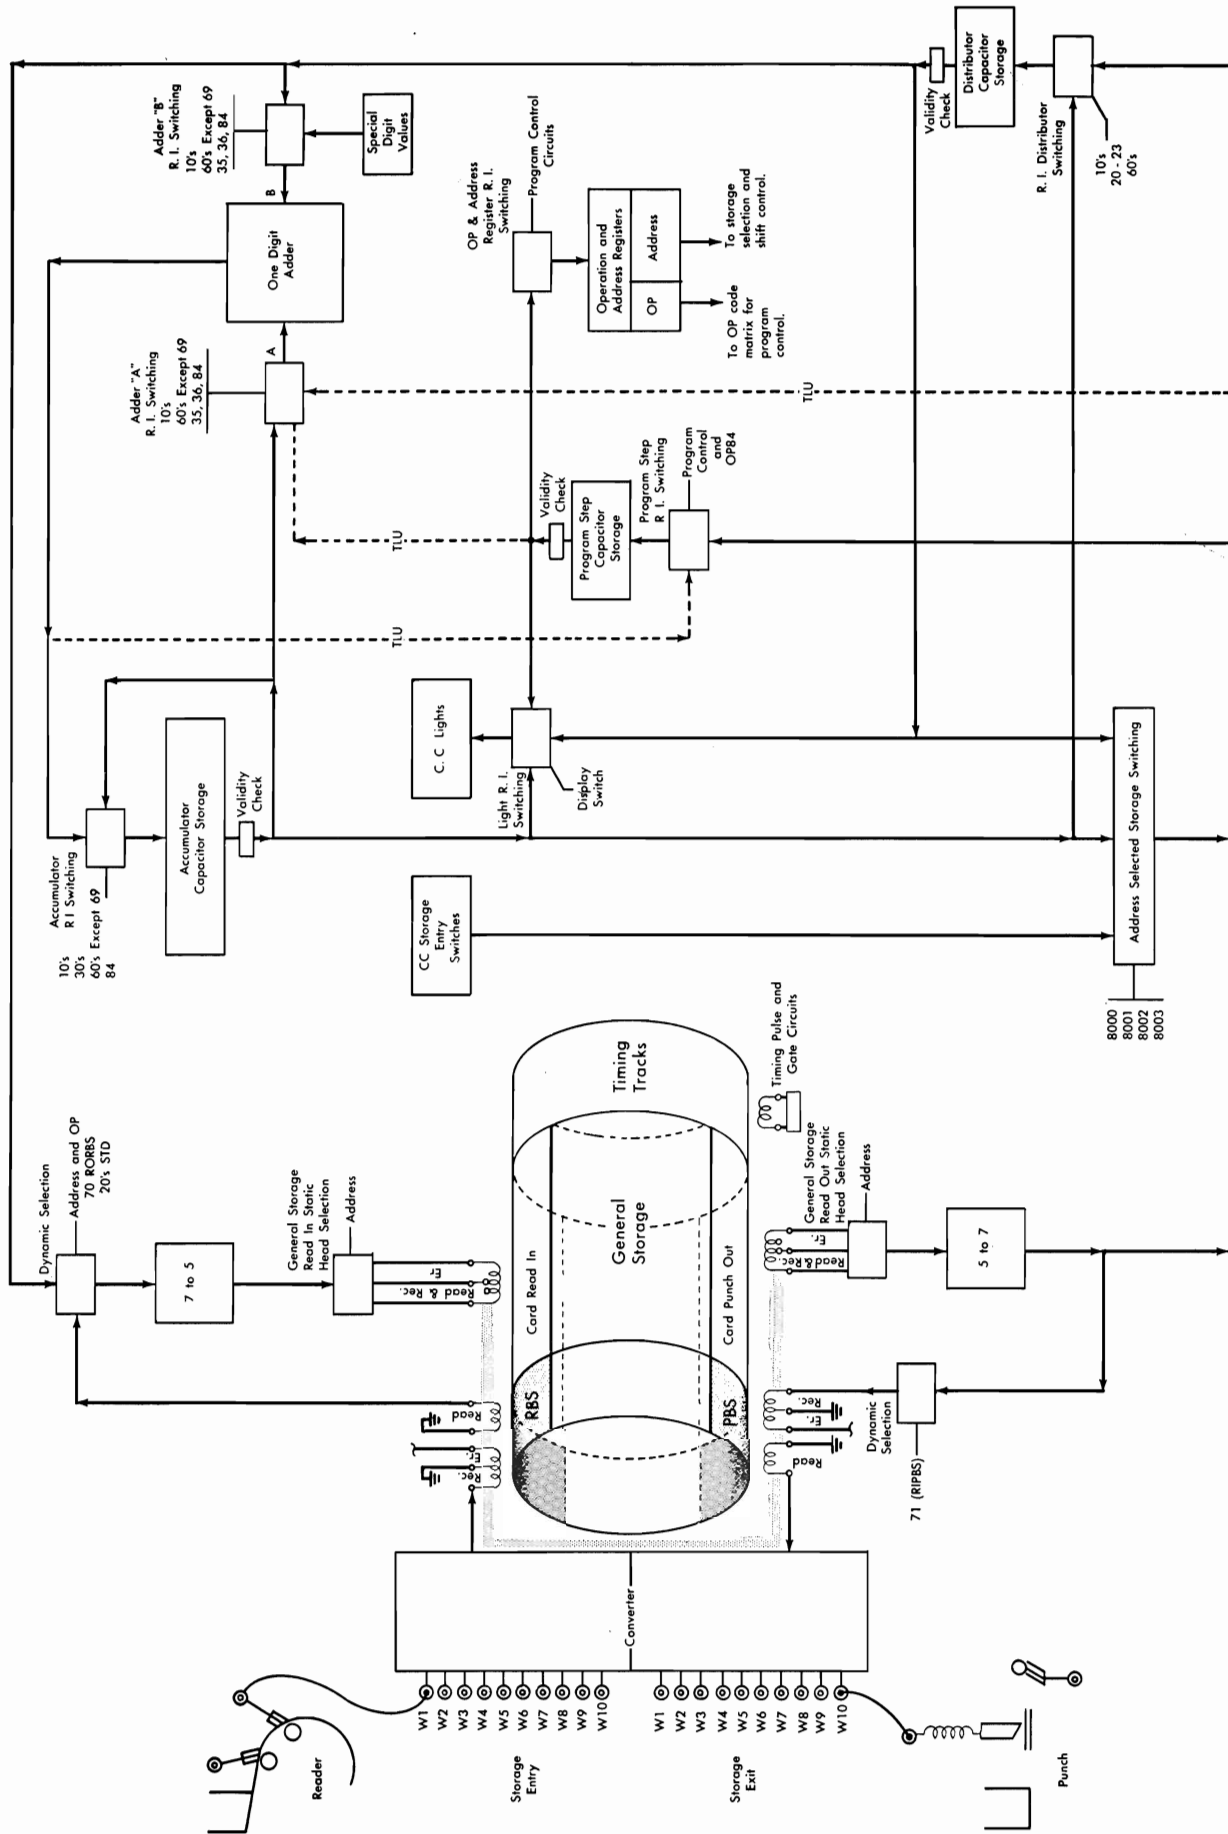 Reader
Storage
Entry
W1
W2
W3
W4
W5
W6
W7
W8
W9
W10
Storage
Exit
W1
W2
W3
W4
W5
W6
W7
W8
W9
W10
Punch
Converter
Dynamic Selection
Address and OP
70 RORBS
20's STD
7 to 5
General Storage
Read In Static
Head Selection
Address
Rec.
Er.
Read
Read & Rec.
Er
RBS
Card Read In
General
Storage
Timing
Tracks
PBS
Card Punch Out
Read
Er.
Rec.
Read & Rec.
Er.
Timing Pulse and
Gate Circuits
General Storage
Read Out Static
Head Selection
Address
5 to 7
Dynamic
Selection
71 (RIPBS)
Accumulator
R I Switching
10's
30's
60's Except 69
84
Accumulator
Capacitor Storage
Validity
Check
CC Storage
Entry
Switches
C. C Lights
Light R. I.
Switching
Display
Switch
Address Selected Storage Switching
8000
8001
8002
8003
TLU
TLU
TLU
Validity
Check
Program Step
Capacitor
Storage
Program Step
R I. Switching
Program
Control
and
OP84
Adder "A"
R. I. Switching
10's
60's Except 69
35, 36, 84
A
One Digit
Adder
B
Adder "B"
R. I. Switching
10's
60's Except 69
35, 36, 84
Special
Digit
Values
OP & Address
Register R. I.
Switching
Program Control
Circuits
Operation and
Address Registers
OP
Address
To OP code
matrix for
program
control.
To storage
selection and
shift control.
Validity
Check
Distributor
Capacitor
Storage
R. I. Distributor
Switching
10's
20 - 23
60's